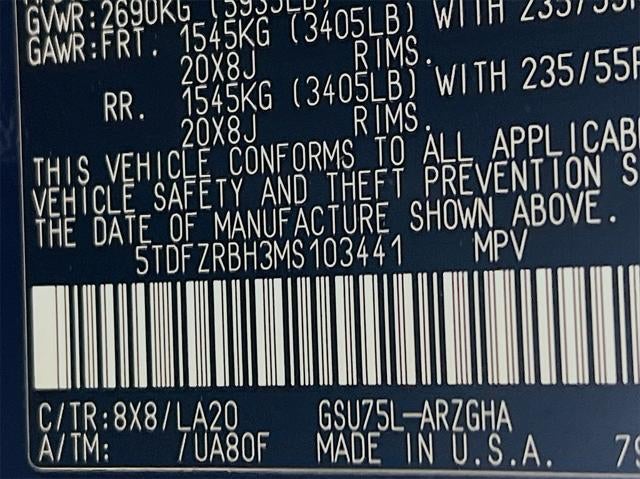 GVWR:2690KG (5935LB)
GAWR:FRT. 1545KG (3405LB) WITH 235/55R
20X8J RIMS.
RR. 1545KG (3405LB) WITH 235/55R
20X8J RIMS.
THIS VEHICLE CONFORMS TO ALL APPLICAB
VEHICLE SAFETY AND THEFT PREVENTION S
THE DATE OF MANUFACTURE SHOWN ABOVE.
5TDFZRBH3MS103441 MPV
C/TR:8X8/LA20 GSU75L-ARZGHA
A/TM: /UA80F MADE IN U.S.A. 79